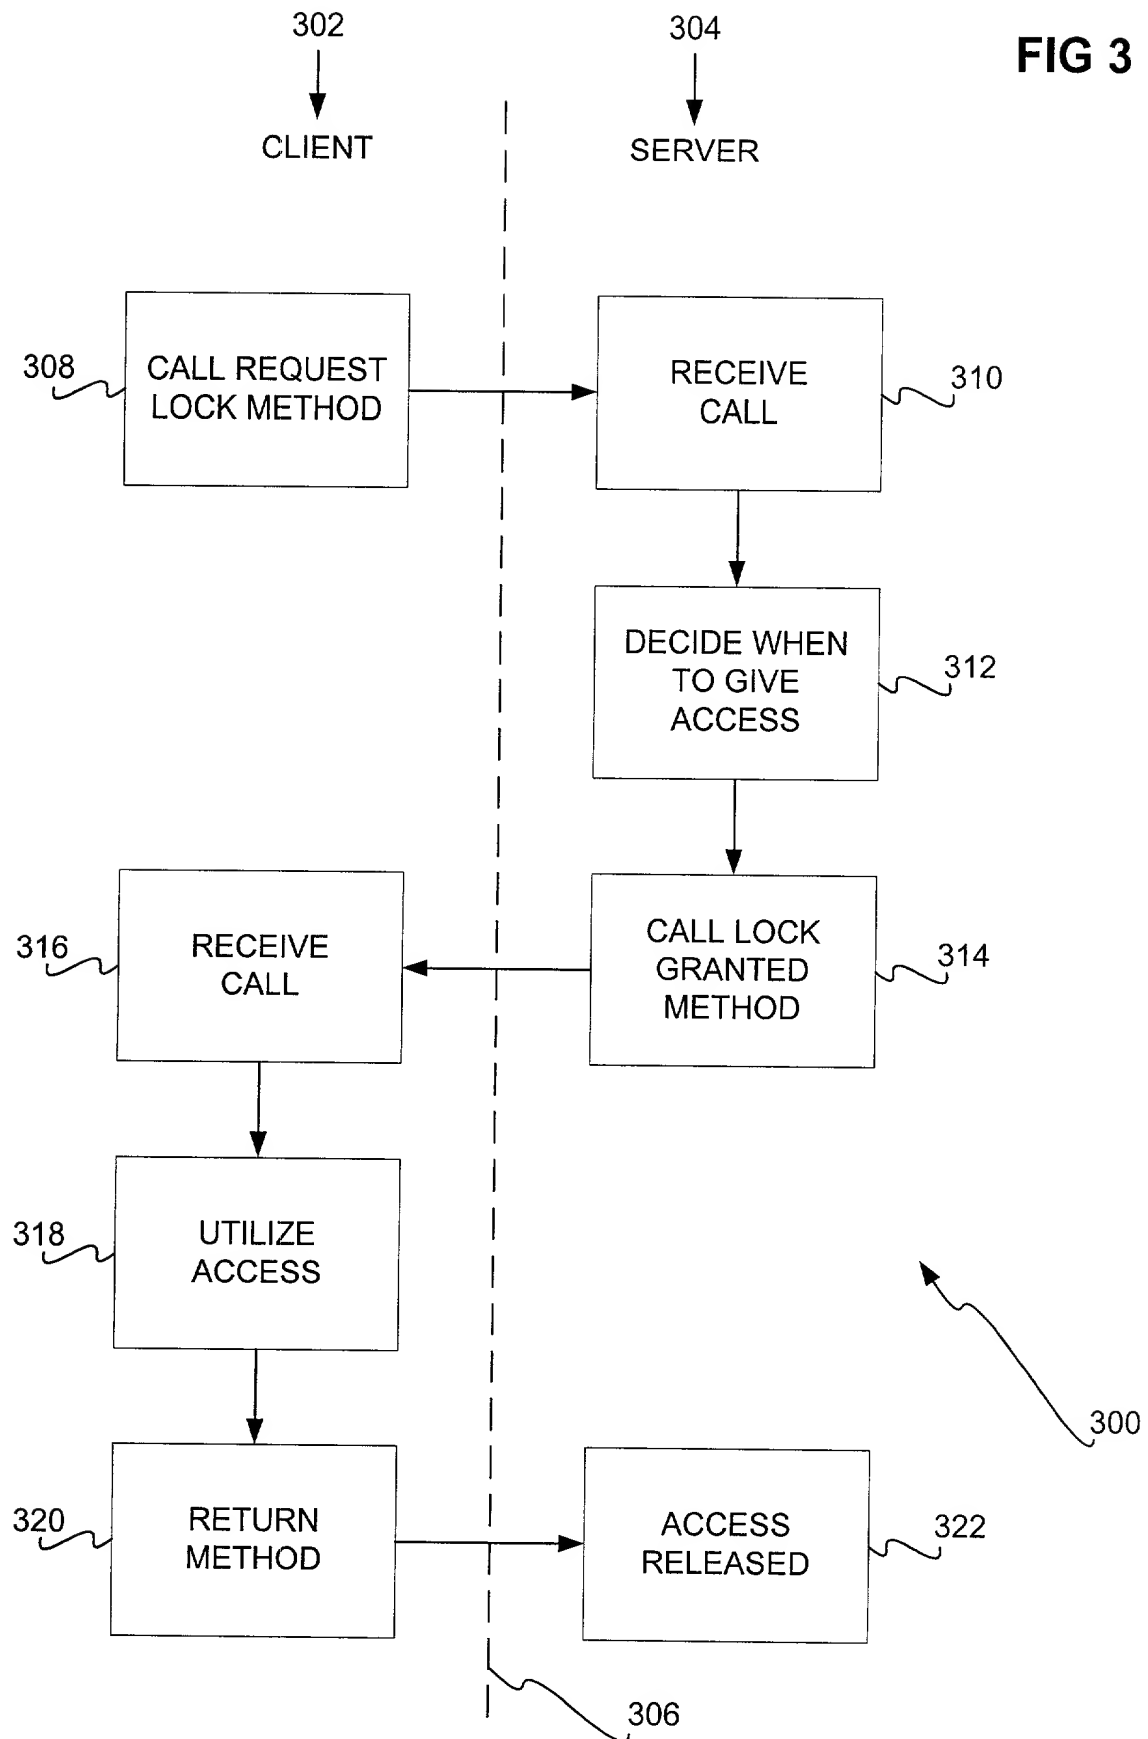 302
304
FIG 3
CLIENT
SERVER
308
CALL REQUEST
LOCK METHOD
RECEIVE
CALL
310
DECIDE WHEN
TO GIVE
ACCESS
312
316
RECEIVE
CALL
CALL LOCK
GRANTED
METHOD
314
318
UTILIZE
ACCESS
300
320
RETURN
METHOD
ACCESS
RELEASED
322
306